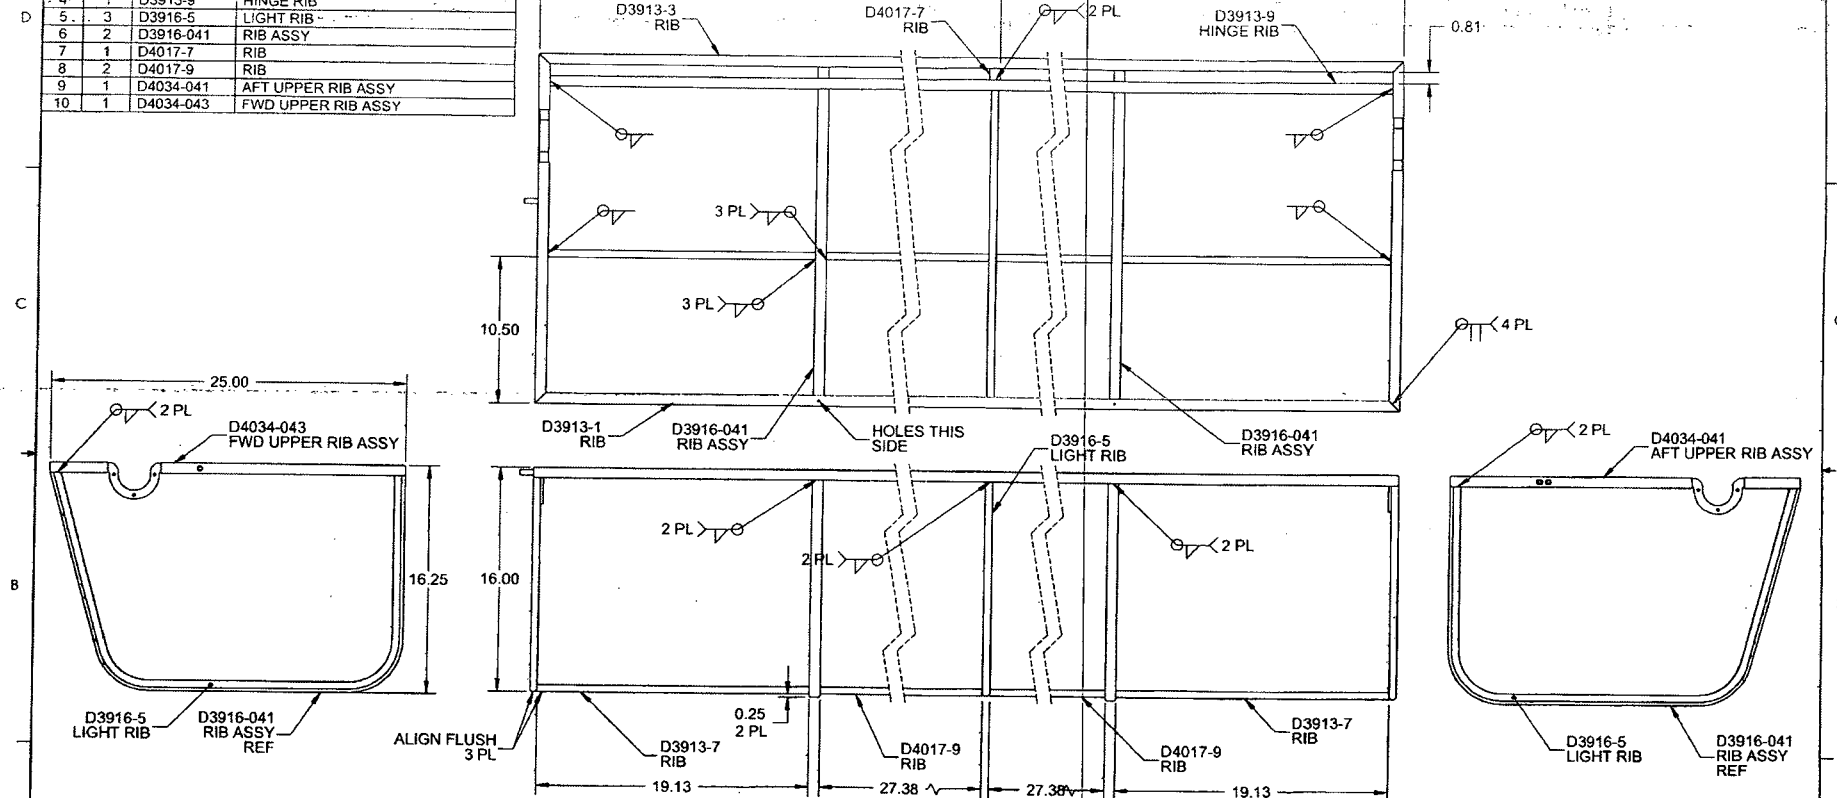 D
4 1 D3913-9 HINGE RIB
5 3 D3916-5 LIGHT RIB
6 2 D3916-041 RIB ASSY
7 1 D4017-7 RIB
8 2 D4017-9 RIB
9 1 D4034-041 AFT UPPER RIB ASSY
10 1 D4034-043 FWD UPPER RIB ASSY
D3913-3
RIB
D4017-7
RIB
2 PL
D3913-9
HINGE RIB
0.81
3 PL
3 PL
C
10.50
4 PL
25.00
2 PL
D4034-043
FWD UPPER RIB ASSY
D3913-1
RIB
D3916-041
RIB ASSY
HOLES THIS
SIDE
D3916-5
LIGHT RIB
D3916-041
RIB ASSY
2 PL
D4034-041
AFT UPPER RIB ASSY
2 PL
2 PL
2 PL
B
16.25
16.00
D3916-5
LIGHT RIB
D3916-041
RIB ASSY
REF
ALIGN FLUSH
3 PL
D3913-7
RIB
0.25
2 PL
D4017-9
RIB
D4017-9
RIB
D3913-7
RIB
D3916-5
LIGHT RIB
D3916-041
RIB ASSY
REF
19.13
27.38
27.38
19.13